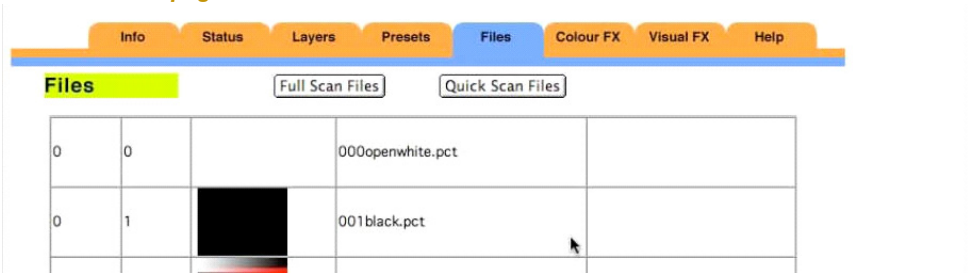 Info Status Layers Presets Files Colour FX Visual FX Help
Files Full Scan Files Quick Scan Files
0 0 000openwhite.pct
0 1 001black.pct